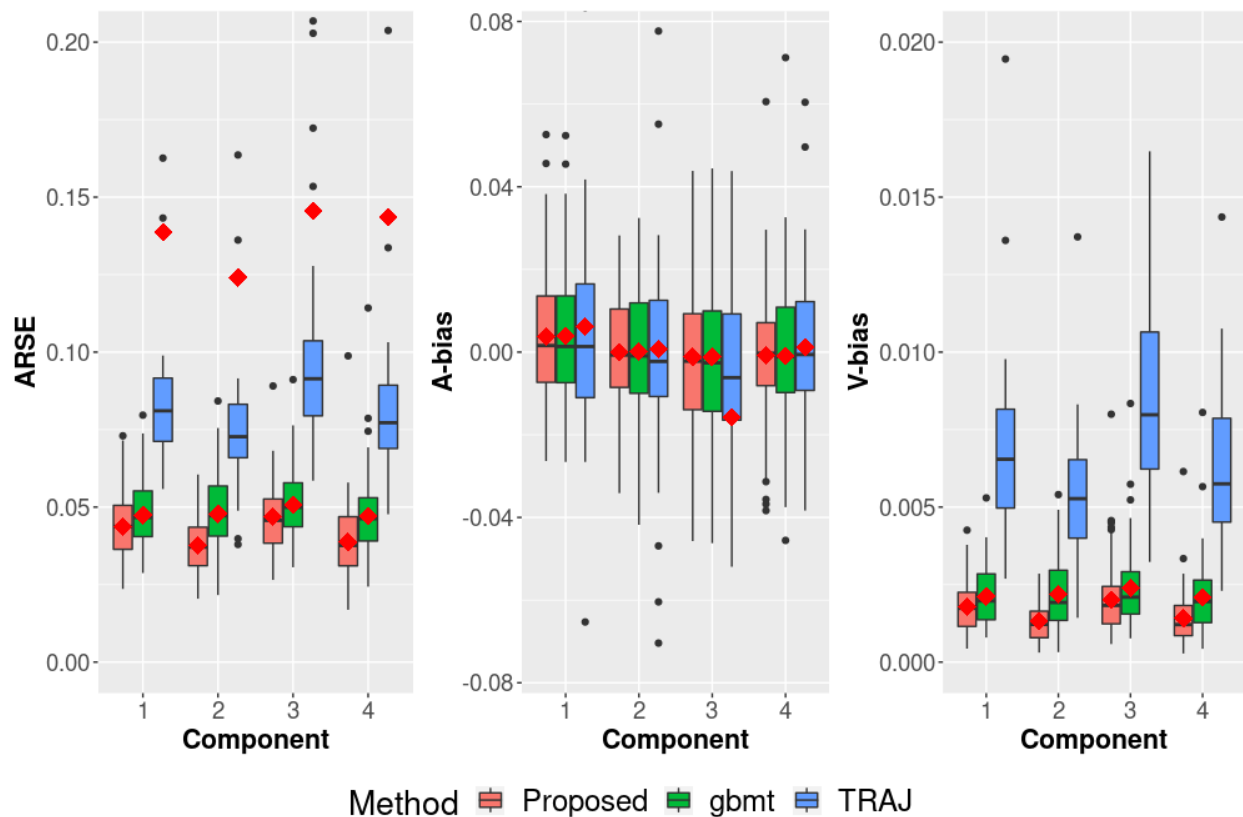 ARSE
0.20
0.15
0.10
0.05
0.00
1 2 3 4
Component
A-bias
0.08
0.04
0.00
-0.04
-0.08
1 2 3 4
Component
V-bias
0.020
0.015
0.010
0.005
0.000
1 2 3 4
Component
Method Proposed gbmt TRAJ